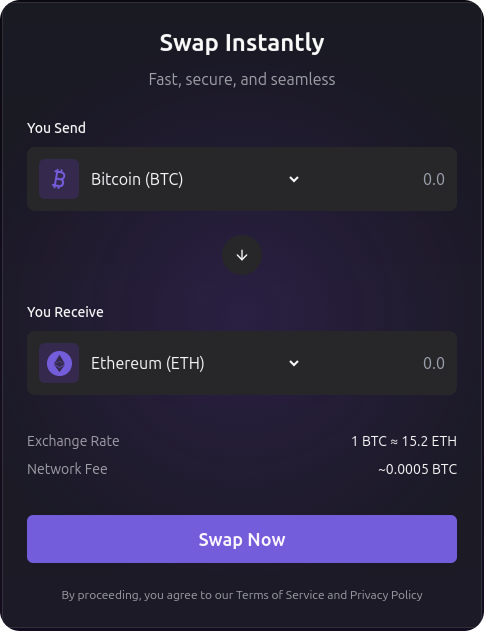 Swap Instantly
Fast, secure, and seamless
You Send
Bitcoin (BTC) 0.0
You Receive
Ethereum (ETH) 0.0
Exchange Rate 1 BTC ≈ 15.2 ETH
Network Fee ~0.0005 BTC
Swap Now
By proceeding, you agree to our Terms of Service and Privacy Policy